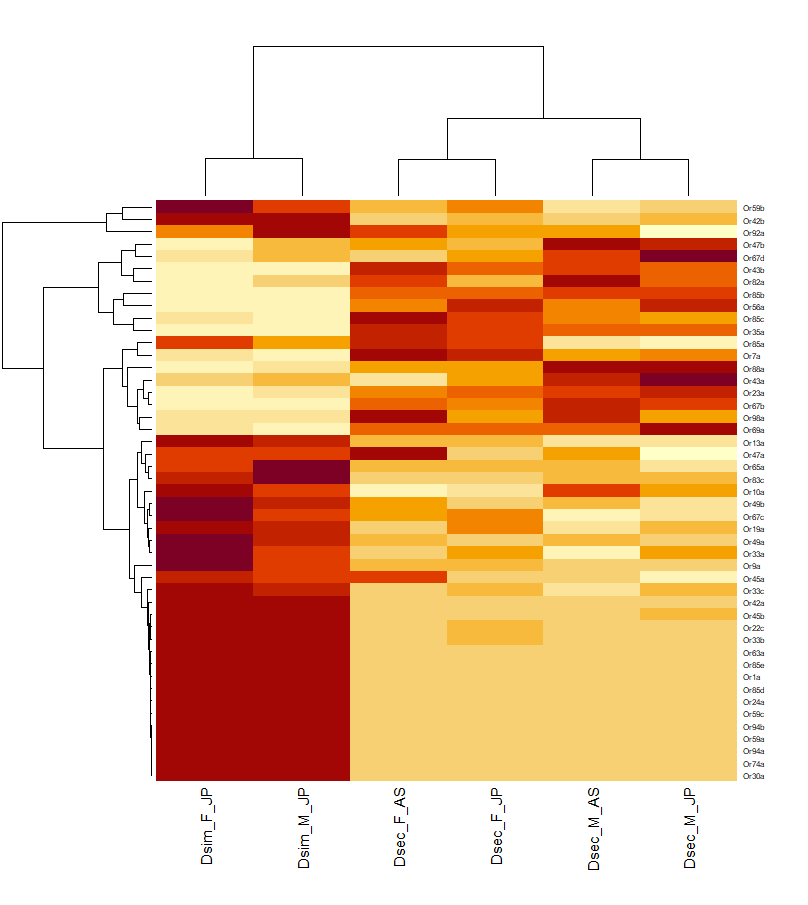 Or59b
Or42b
Or92a
Or47b
Or67d
Or43b
Or82a
Or85b
Or56a
Or85c
Or35a
Or85a
Or7a
Or88a
Or43a
Or23a
Or67b
Or98a
Or69a
Or13a
Or47a
Or65a
Or83c
Or10a
Or49b
Or67c
Or19a
Or49a
Or33a
Or9a
Or45a
Or33c
Or42a
Or45b
Or22c
Or33b
Or63a
Or85e
Or1a
Or85d
Or24a
Or59c
Or94b
Or59a
Or94a
Or74a
Or30a
Dsim_F_JP
Dsim_M_JP
Dsec_F_AS
Dsec_F_JP
Dsec_M_AS
Dsec_M_JP